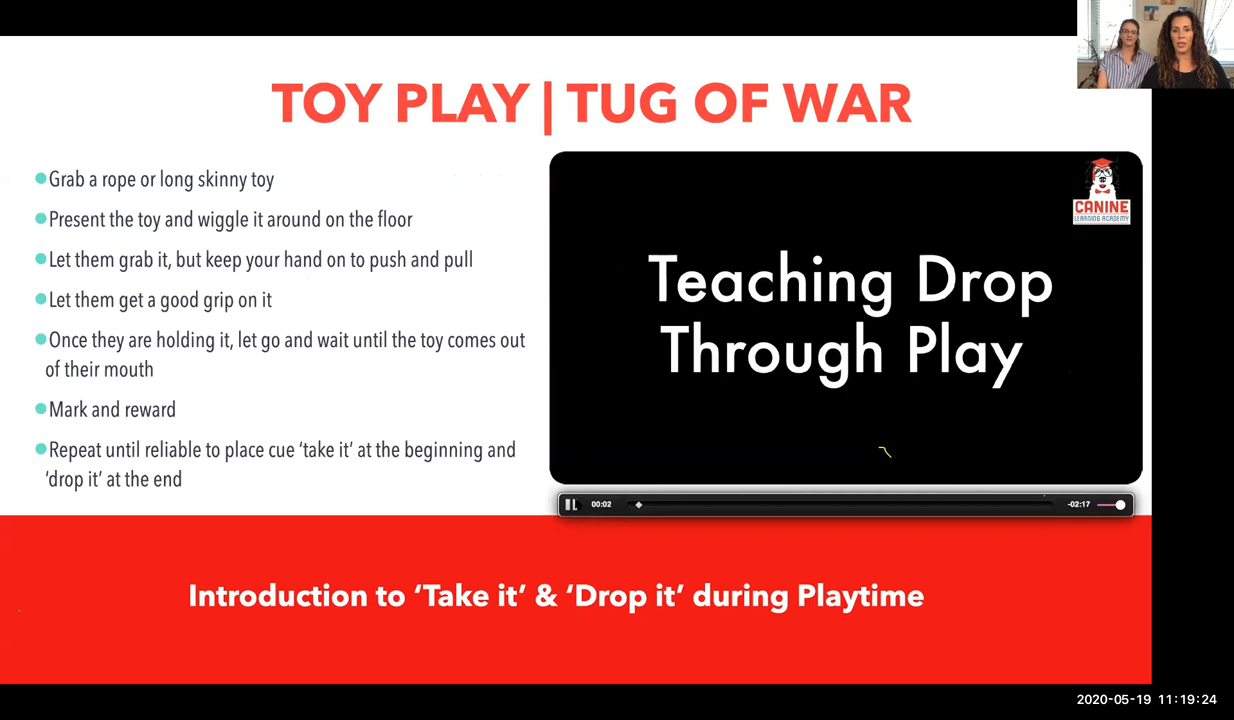 TOY PLAY | TUG OF WAR
Grab a rope or long skinny toy
Present the toy and wiggle it around on the floor
Let them grab it, but keep your hand on to push and pull
Let them get a good grip on it
Once they are holding it, let go and wait until the toy comes out
of their mouth
Mark and reward
Repeat until reliable to place cue ‘take it’ at the beginning and
‘drop it’ at the end
CANINE
LEARNING ACADEMY
Teaching Drop
Through Play
00:02
-02:17
Introduction to ‘Take it’ & ‘Drop it’ during Playtime
2020-05-19 11:19:24